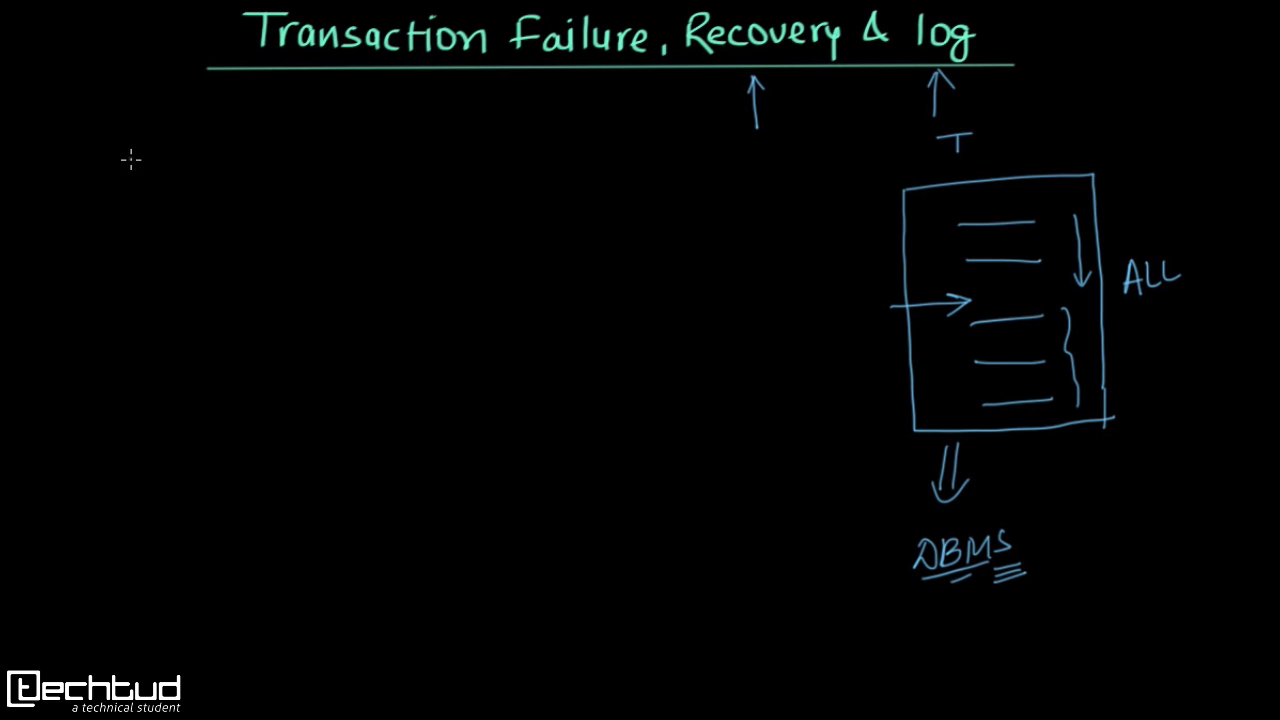 Transaction Failure, Recovery & log
T
ALL
DBMS
techtud
a technical student